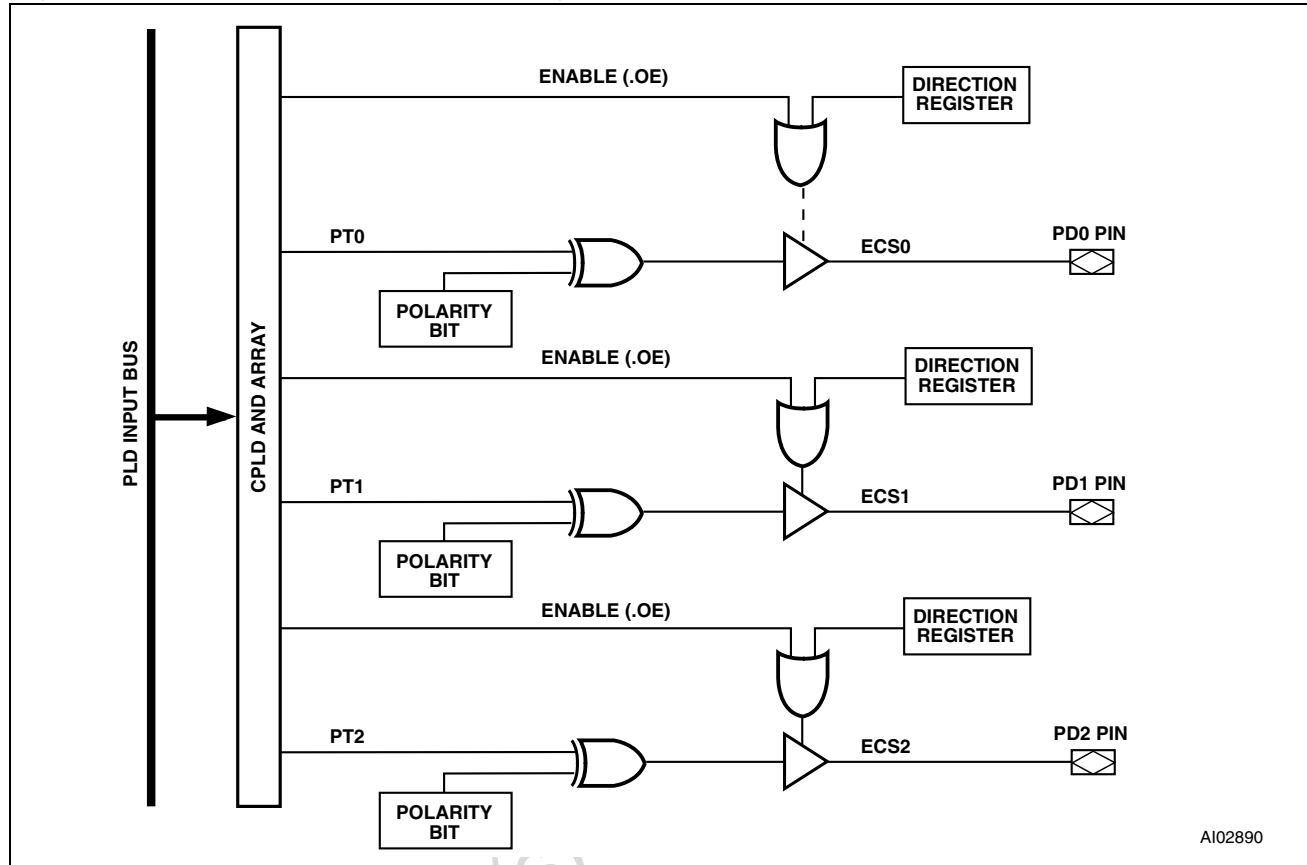 ENABLE (.OE)
DIRECTION
REGISTER
PT0
ECS0
PD0 PIN
POLARITY
BIT
PLD INPUT BUS
CPLD AND ARRAY
ENABLE (.OE)
DIRECTION
REGISTER
PT1
ECS1
PD1 PIN
POLARITY
BIT
ENABLE (.OE)
DIRECTION
REGISTER
PT2
ECS2
PD2 PIN
POLARITY
BIT
AI02890